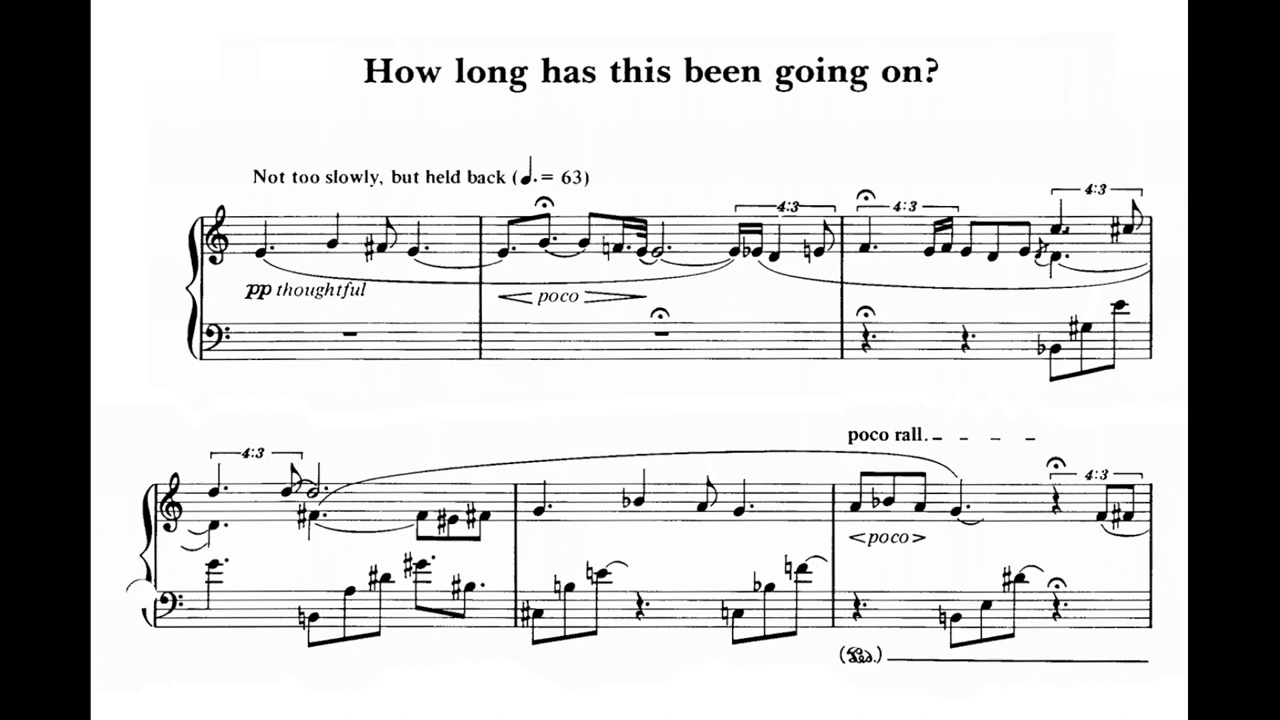 How long has this been going on?
Not too slowly, but held back (♩. = 63)
4:3 4:3 4:3
pp thoughtful
poco
poco rall. – – – –
4:3 4:3
<poco>
(𝆮)